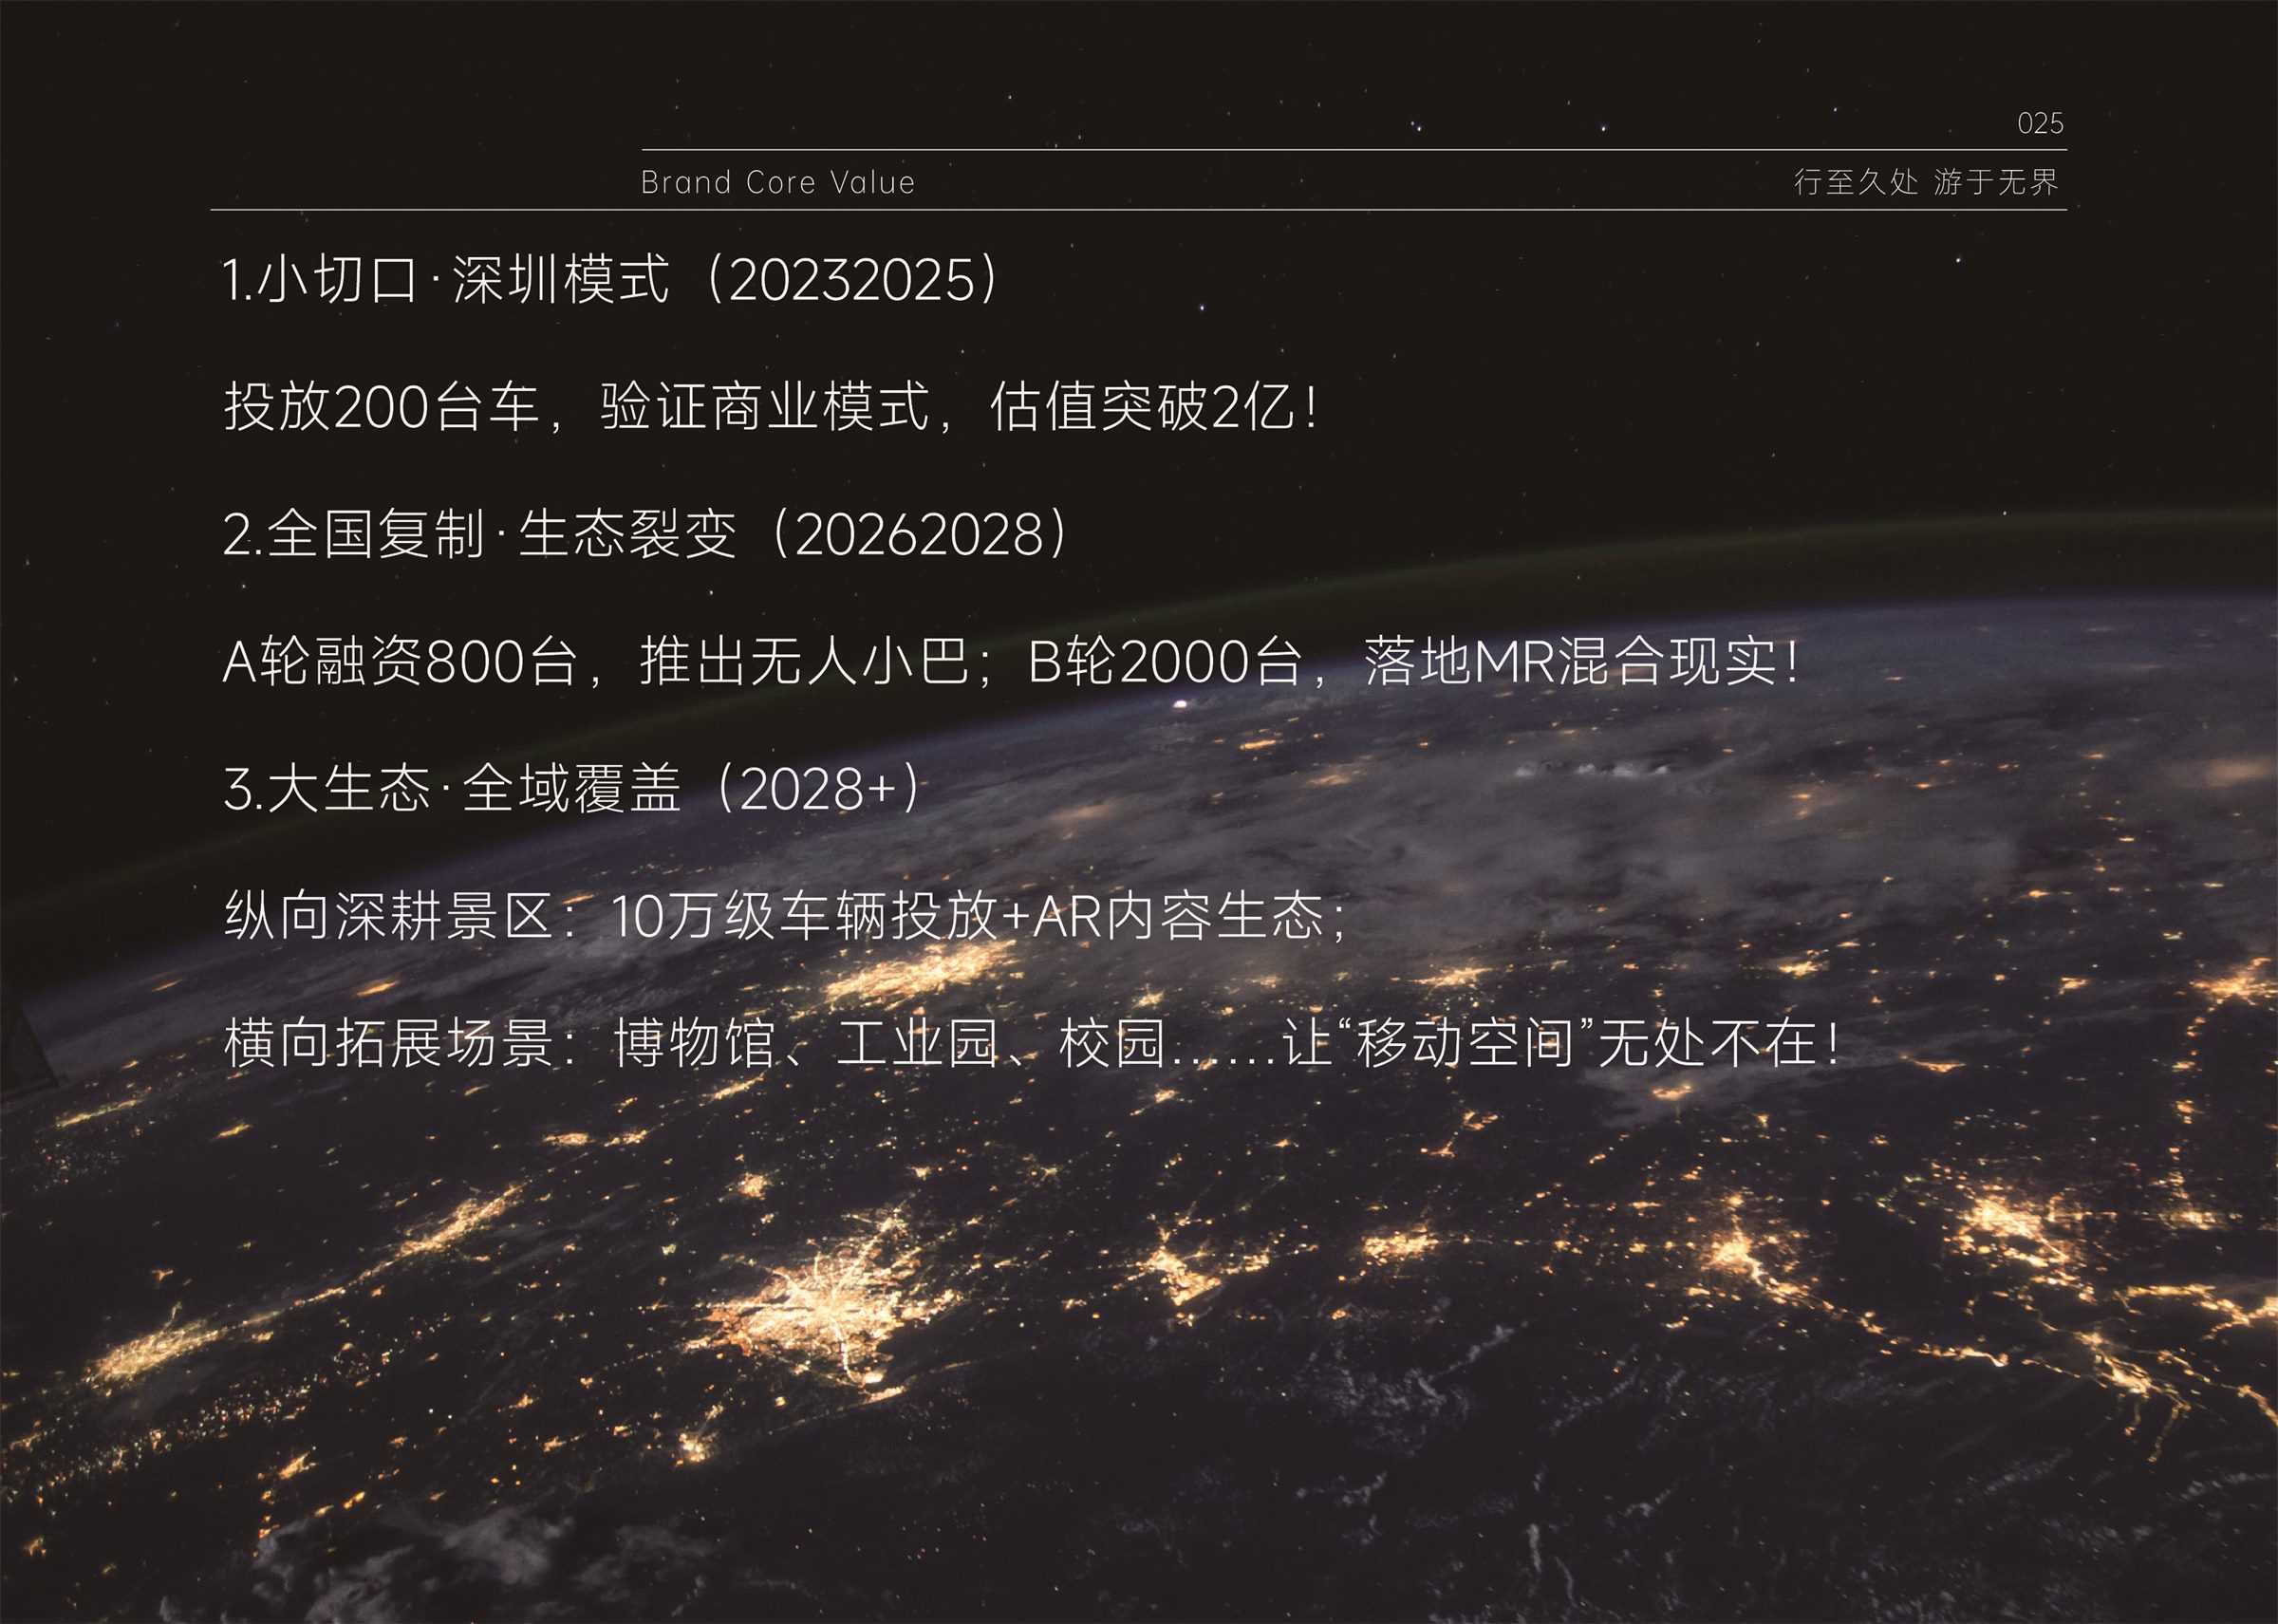 025
Brand Core Value 行至久处 游于无界
1.小切口·深圳模式（20232025）
投放200台车，验证商业模式，估值突破2亿！
2.全国复制·生态裂变（20262028）
A轮融资800台，推出无人小巴；B轮2000台，落地MR混合现实！
3.大生态·全域覆盖（2028+）
纵向深耕景区：10万级车辆投放+AR内容生态；
横向拓展场景：博物馆、工业园、校园……让“移动空间”无处不在！